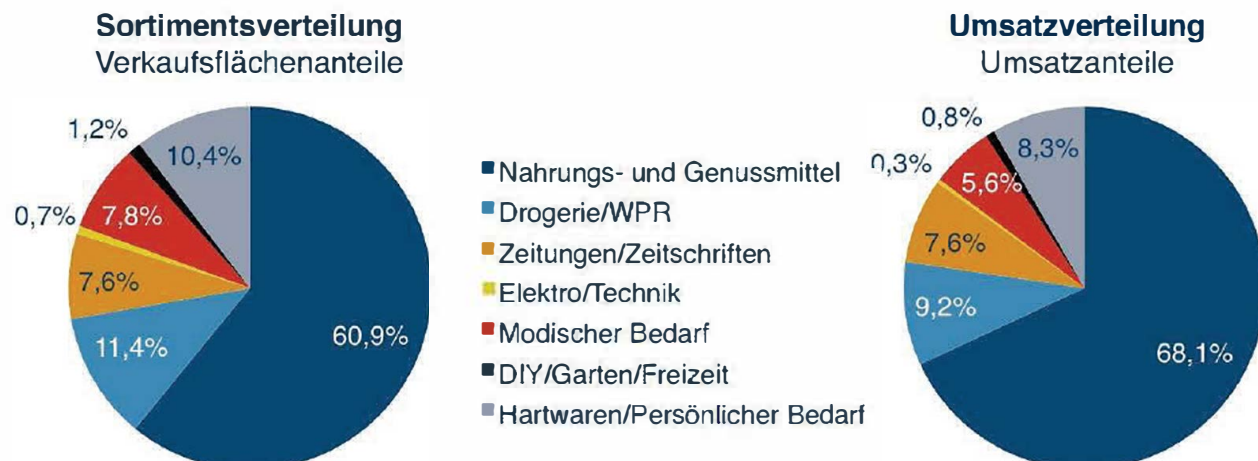 Sortimentsverteilung
Verkaufsflächenanteile
1,2%
10,4%
0,7%
7,8%
7,6%
11,4%
60,9%
Nahrungs- und Genussmittel
Drogerie/WPR
Zeitungen/Zeitschriften
Elektro/Technik
Modischer Bedarf
DIY/Garten/Freizeit
Hartwaren/Persönlicher Bedarf
Umsatzverteilung
Umsatzanteile
0,8%
8,3%
0,3%
5,6%
7,6%
9,2%
68,1%